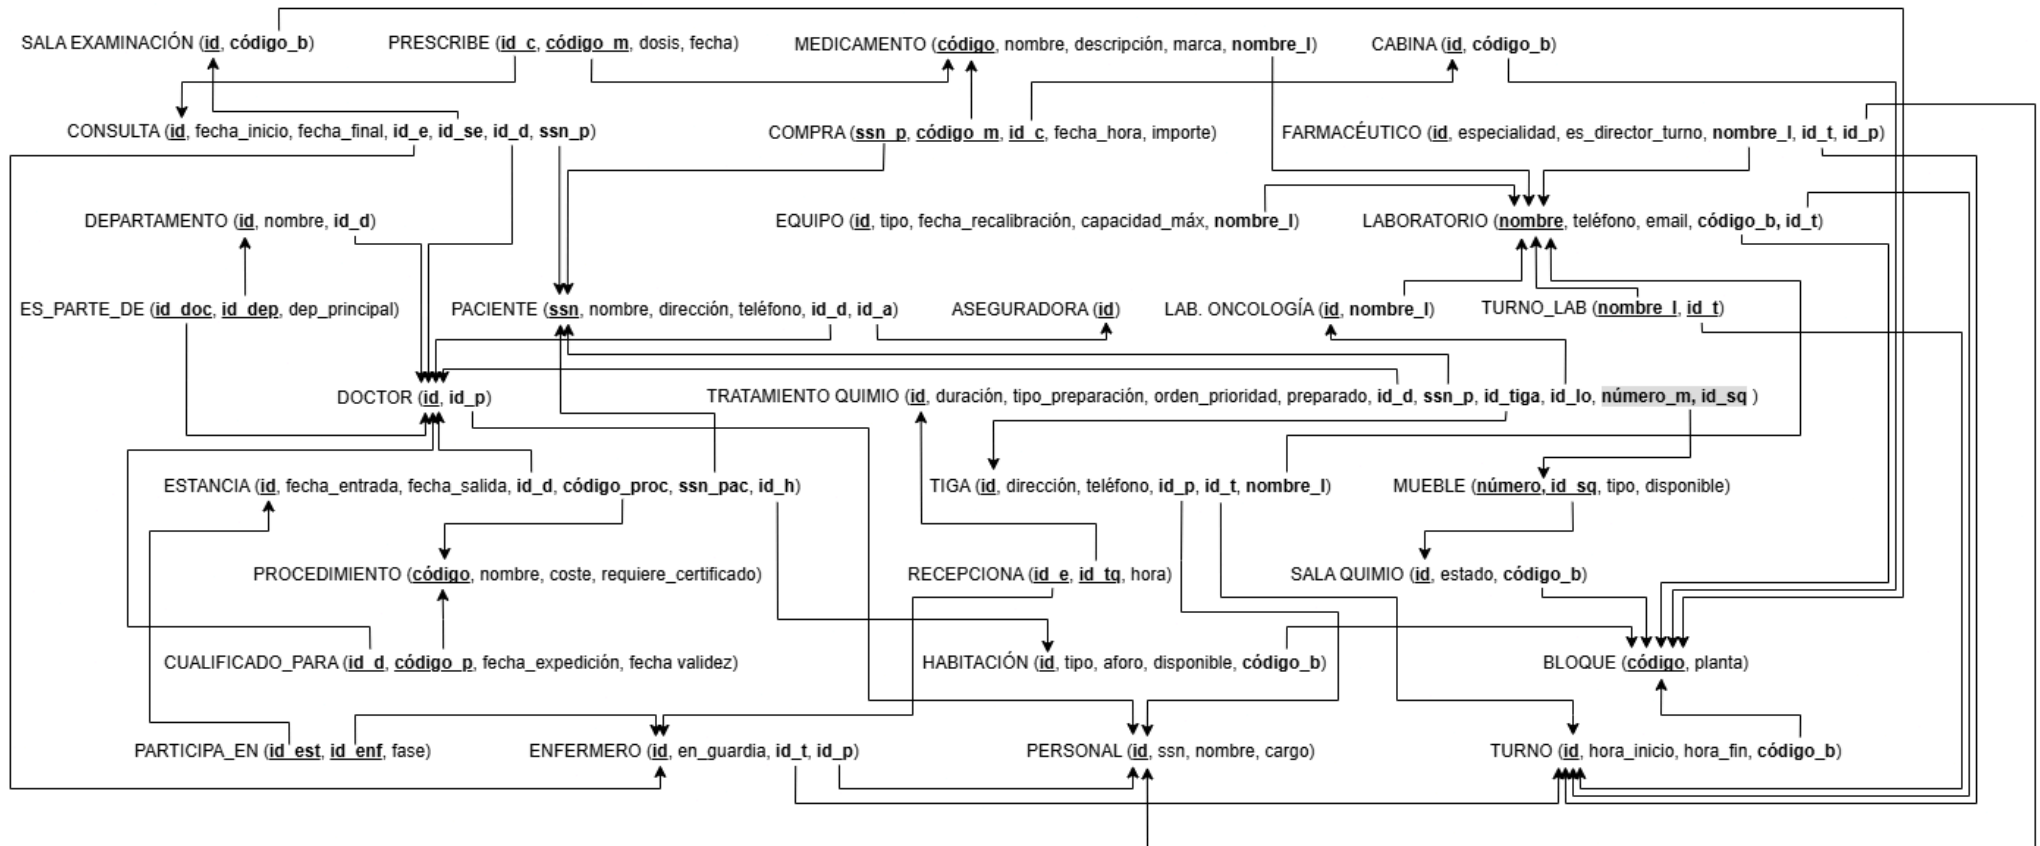 SALA EXAMINACIÓN (id, código_b)
PRESCRIBE (id_c, código_m, dosis, fecha)
MEDICAMENTO (código, nombre, descripción, marca, nombre_l)
CABINA (id, código_b)
CONSULTA (id, fecha_inicio, fecha_final, id_e, id_se, id_d, ssn_p)
COMPRA (ssn_p, código_m, id_c, fecha_hora, importe)
FARMACÉUTICO (id, especialidad, es_director_turno, nombre_l, id_t, id_p)
DEPARTAMENTO (id, nombre, id_d)
EQUIPO (id, tipo, fecha_recalibración, capacidad_máx, nombre_l)
LABORATORIO (nombre, teléfono, email, código_b, id_t)
ES_PARTE_DE (id_doc, id_dep, dep_principal)
PACIENTE (ssn, nombre, dirección, teléfono, id_d, id_a)
ASEGURADORA (id)
LAB. ONCOLOGÍA (id, nombre_l)
TURNO_LAB (nombre_l, id_t)
DOCTOR (id, id_p)
TRATAMIENTO QUIMIO (id, duración, tipo_preparación, orden_prioridad, preparado, id_d, ssn_p, id_tiga, id_lo, número_m, id_sq )
ESTANCIA (id, fecha_entrada, fecha_salida, id_d, código_proc, ssn_pac, id_h)
TIGA (id, dirección, teléfono, id_p, id_t, nombre_l)
MUEBLE (número, id_sq, tipo, disponible)
PROCEDIMIENTO (código, nombre, coste, requiere_certificado)
RECEPCIONA (id_e, id_tq, hora)
SALA QUIMIO (id, estado, código_b)
CUALIFICADO_PARA (id_d, código_p, fecha_expedición, fecha validez)
HABITACIÓN (id, tipo, aforo, disponible, código_b)
BLOQUE (código, planta)
PARTICIPA_EN (id_est, id_enf, fase)
ENFERMERO (id, en_guardia, id_t, id_p)
PERSONAL (id, ssn, nombre, cargo)
TURNO (id, hora_inicio, hora_fin, código_b)